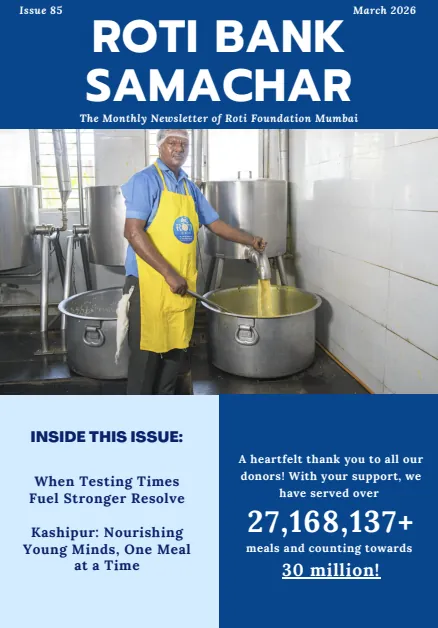 Issue 85
March 2026
ROTI BANK
SAMACHAR
The Monthly Newsletter of Roti Foundation Mumbai
ROTI
INSIDE THIS ISSUE:
When Testing Times
Fuel Stronger Resolve
Kashipur: Nourishing
Young Minds, One Meal
at a Time
A heartfelt thank you to all our
donors! With your support, we
have served over
27,168,137+
meals and counting towards
30 million!